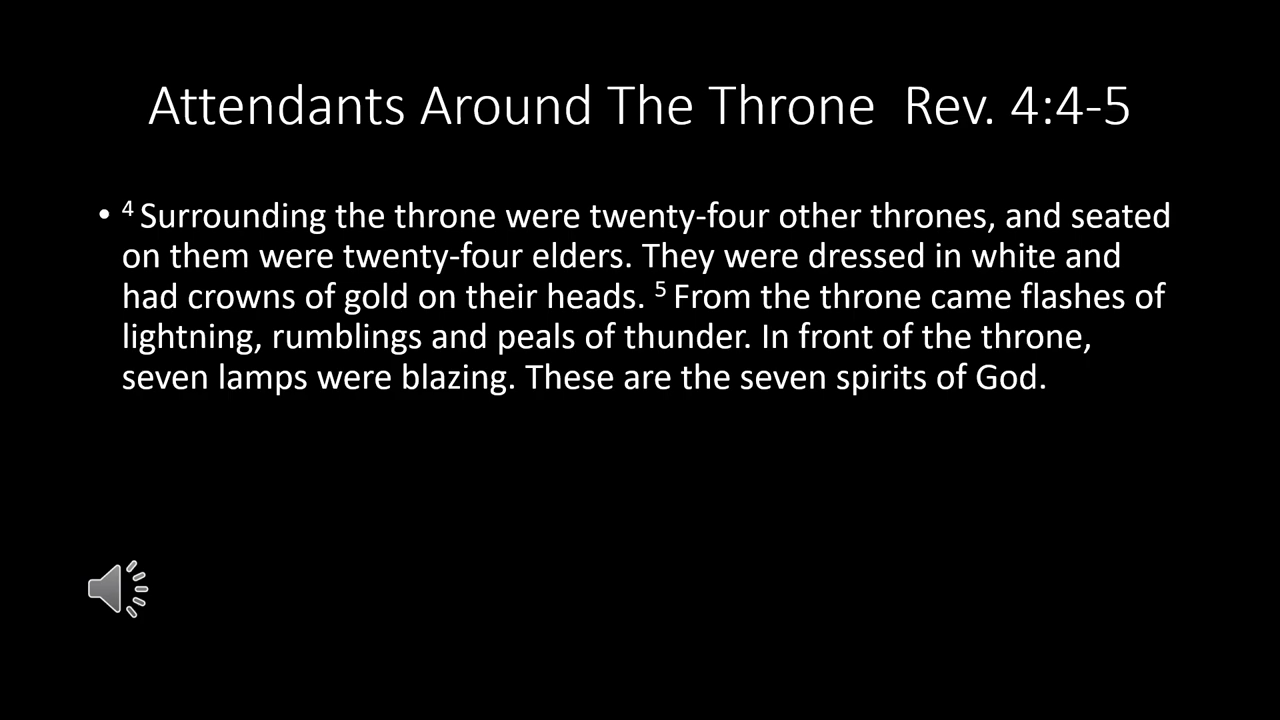 Attendants Around The Throne  Rev. 4:4-5
• ⁴ Surrounding the throne were twenty-four other thrones, and seated
on them were twenty-four elders. They were dressed in white and
had crowns of gold on their heads. ⁵ From the throne came flashes of
lightning, rumblings and peals of thunder. In front of the throne,
seven lamps were blazing. These are the seven spirits of God.